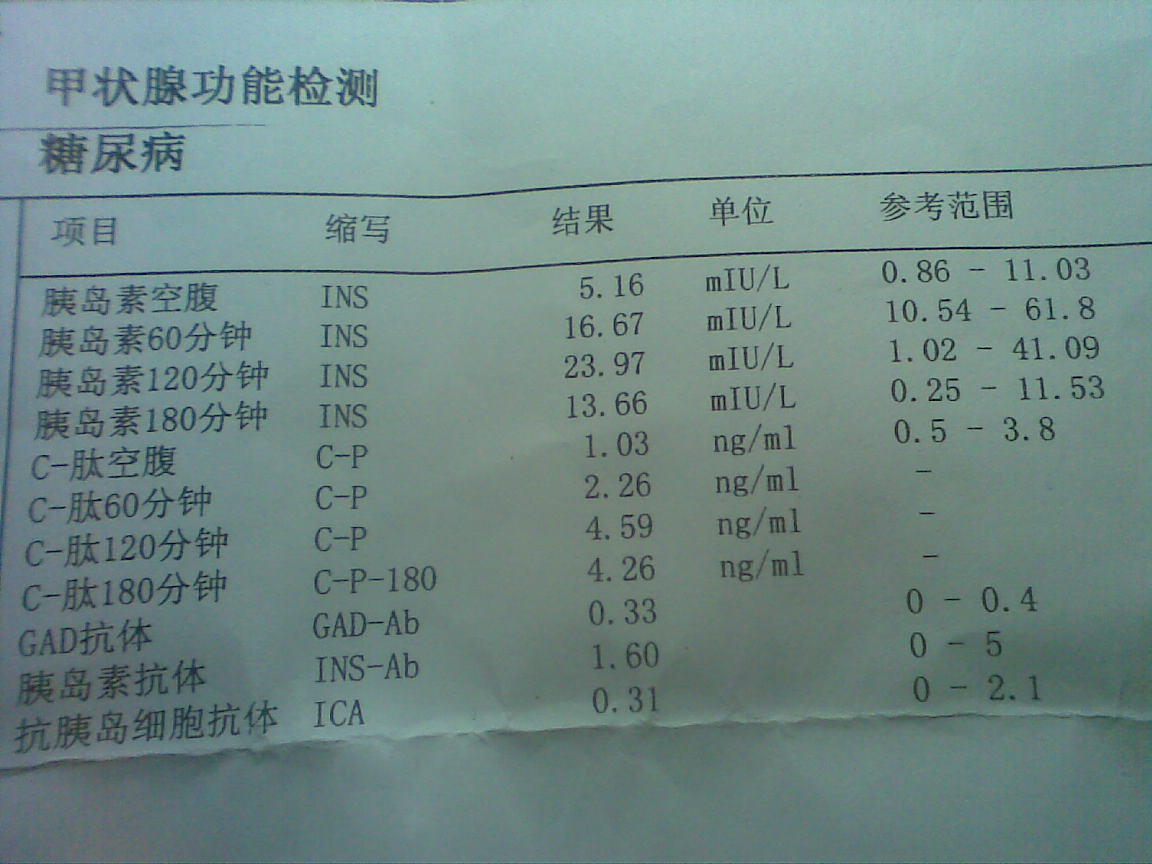 甲状腺功能检测
糖尿病
项目 缩写 结果 单位 参考范围
胰岛素空腹 INS 5.16 mIU/L 0.86 - 11.03
胰岛素60分钟 INS 16.67 mIU/L 10.54 - 61.8
胰岛素120分钟 INS 23.97 mIU/L 1.02 - 41.09
胰岛素180分钟 INS 13.66 mIU/L 0.25 - 11.53
C-肽空腹 C-P 1.03 ng/ml 0.5 - 3.8
C-肽60分钟 C-P 2.26 ng/ml -
C-肽120分钟 C-P 4.59 ng/ml -
C-肽180分钟 C-P-180 4.26 ng/ml -
GAD抗体 GAD-Ab 0.33 0 - 0.4
胰岛素抗体 INS-Ab 1.60 0 - 5
抗胰岛细胞抗体 ICA 0.31 0 - 2.1